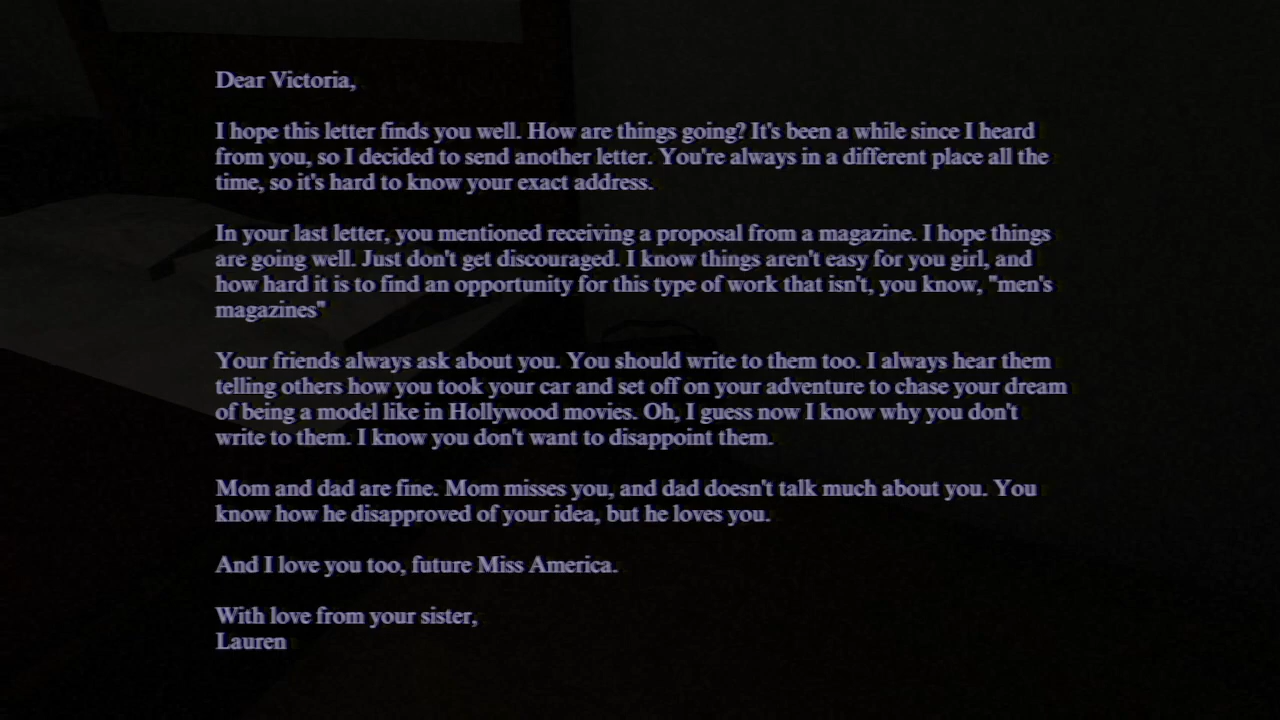 Dear Victoria,
I hope this letter finds you well. How are things going? It's been a while since I heard
from you, so I decided to send another letter. You're always in a different place all the
time, so it's hard to know your exact address.
In your last letter, you mentioned receiving a proposal from a magazine. I hope things
are going well. Just don't get discouraged. I know things aren't easy for you girl, and
how hard it is to find an opportunity for this type of work that isn't, you know, "men's
magazines"
Your friends always ask about you. You should write to them too. I always hear them
telling others how you took your car and set off on your adventure to chase your dream
of being a model like in Hollywood movies. Oh, I guess now I know why you don't
write to them. I know you don't want to disappoint them.
Mom and dad are fine. Mom misses you, and dad doesn't talk much about you. You
know how he disapproved of your idea, but he loves you.
And I love you too, future Miss America.
With love from your sister,
Lauren